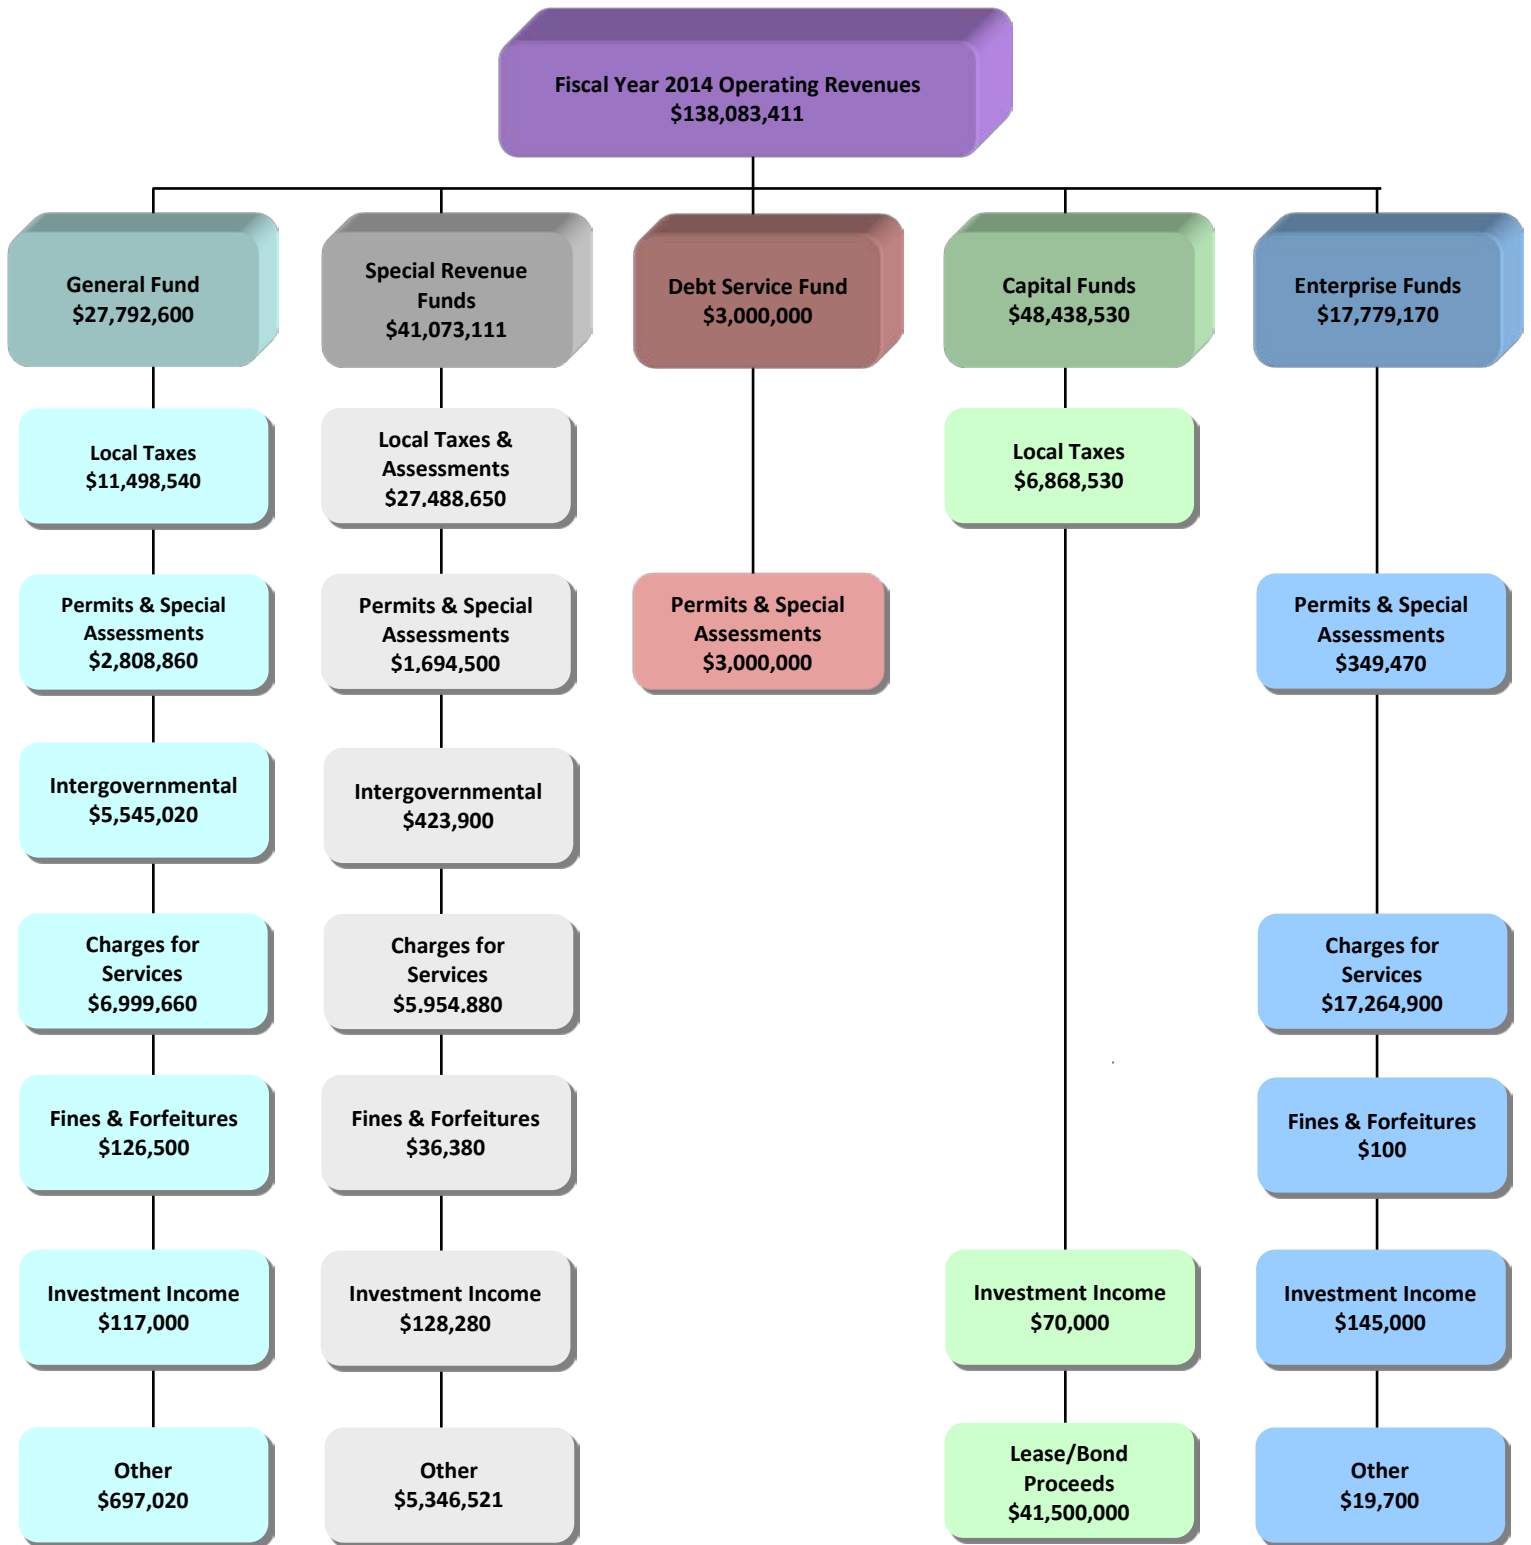 Fiscal Year 2014 Operating Revenues
$138,083,411
General Fund
$27,792,600
Special Revenue
Funds
$41,073,111
Debt Service Fund
$3,000,000
Capital Funds
$48,438,530
Enterprise Funds
$17,779,170
Local Taxes
$11,498,540
Local Taxes &
Assessments
$27,488,650
Local Taxes
$6,868,530
Permits & Special
Assessments
$2,808,860
Permits & Special
Assessments
$1,694,500
Permits & Special
Assessments
$3,000,000
Permits & Special
Assessments
$349,470
Intergovernmental
$5,545,020
Intergovernmental
$423,900
Charges for
Services
$6,999,660
Charges for
Services
$5,954,880
Charges for
Services
$17,264,900
Fines & Forfeitures
$126,500
Fines & Forfeitures
$36,380
Fines & Forfeitures
$100
Investment Income
$117,000
Investment Income
$128,280
Investment Income
$70,000
Investment Income
$145,000
Other
$697,020
Other
$5,346,521
Lease/Bond
Proceeds
$41,500,000
Other
$19,700